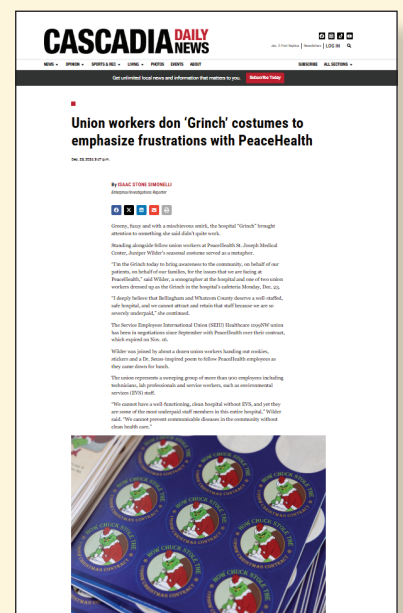 CASCADIA DAILY NEWS
Jan. 3 Print Replica | Newsletters | LOG IN
NEWS OPINION SPORTS & REC LIVING PHOTOS EVENTS ABOUT SUBSCRIBE ALL SECTIONS
Get unlimited local news and information that matters to you. Subscribe Today
Union workers don ‘Grinch’ costumes to
emphasize frustrations with PeaceHealth
By ISAAC STONE SIMONELLI
Enterprise/Investigations Reporter
Groovy, fuzzy and with a mischievous smirk, the hospital “Grinch” brought
attention to something she said didn’t quite work.
Standing alongside fellow union workers at PeaceHealth St. Joseph Medical
Center, Juniper Wilder’s seasonal costume served as a metaphor.
“I’m the Grinch today to bring awareness to the community, on behalf of our
patients, on behalf of our families, for the issues that we are facing at
PeaceHealth,” said Wilder, a sonographer at the hospital and one of two union
workers dressed up as the Grinch in the hospital’s cafeteria Monday, Dec. 23.
“I deeply believe that Bellingham and Whatcom County deserve a well-staffed,
safe hospital, and we cannot attract and retain that staff because we are so
severely underpaid,” she continued.
The Service Employees International Union (SEIU) Healthcare 1199NW union
has been in negotiations since September with PeaceHealth over their contract,
which expired on Nov. 16.
Wilder was joined by about a dozen union workers handing out cookies,
stickers and a Dr. Seuss-inspired poem to fellow PeaceHealth employees as
they came down for lunch.
The union represents a sweeping group of more than 900 employees including
technicians, lab professionals and service workers, such as environmental
services (EVS) staff.
“We cannot have a well-functioning, clean hospital without EVS, and yet they
are some of the most underpaid staff members in this entire hospital,” Wilder
said. “We cannot prevent communicable diseases in the community without
clean health care.”
HOW CHUCK STOLE THE
YOUR CHRISTMAS CONTRACT